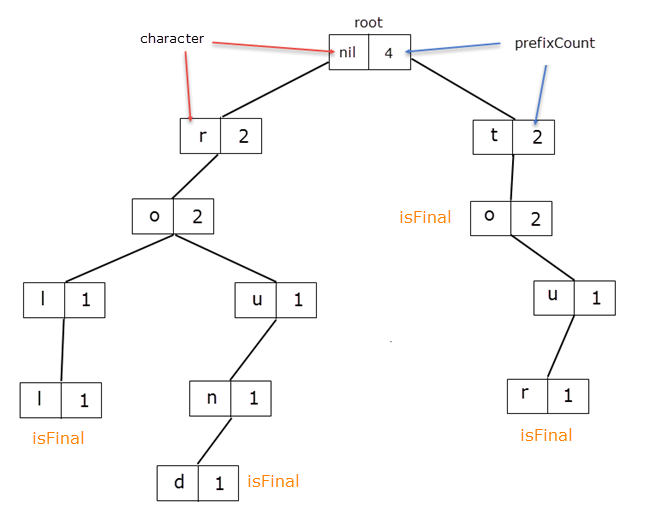 root
character
nil 4
prefixCount
r 2
t 2
o 2
isFinal
o 2
l 1
u 1
u 1
l 1
n 1
r 1
isFinal
isFinal
d 1
isFinal